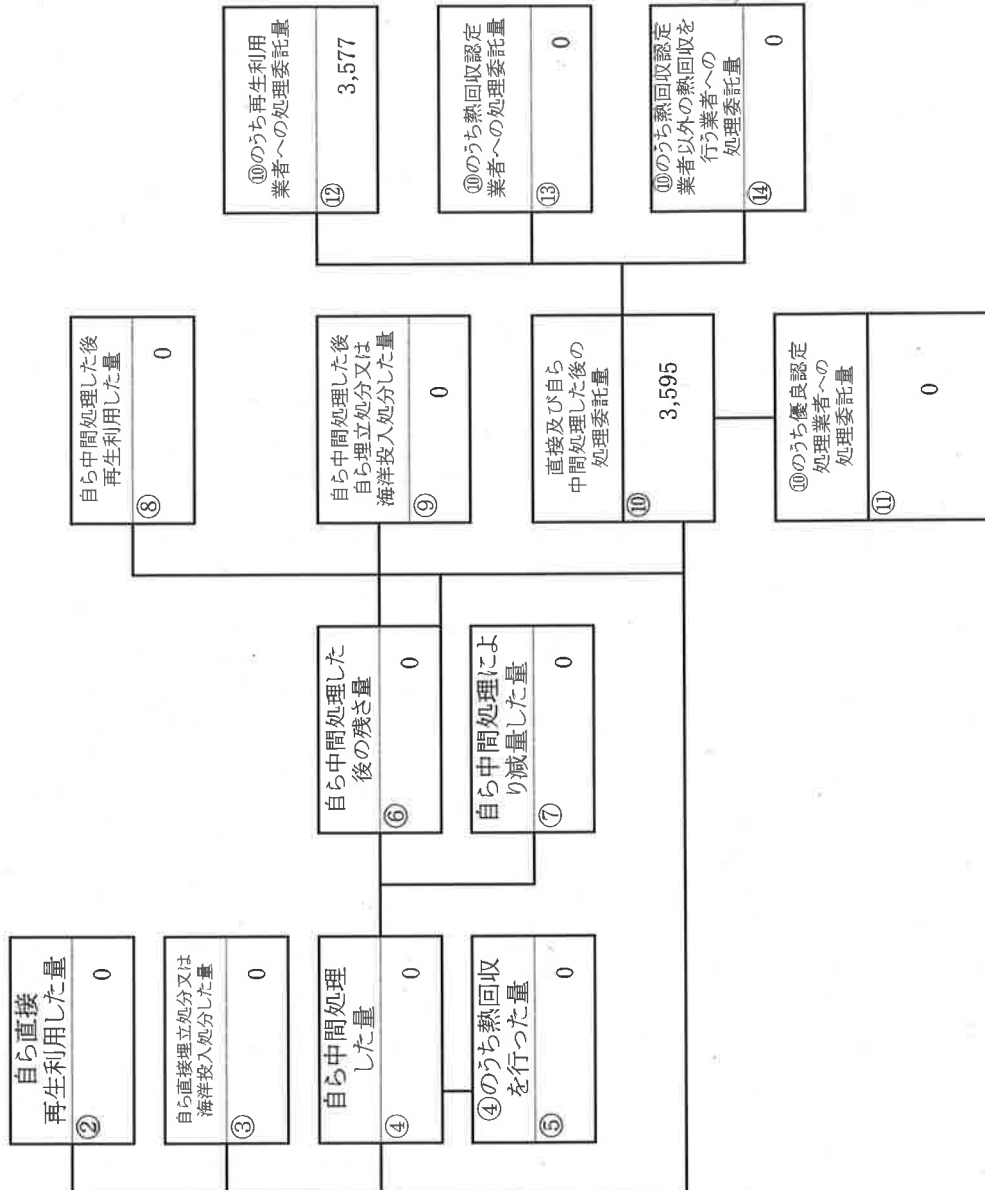 自ら直接
再生利用した量
②
0
自ら直接埋立処分又は
海洋投入処分した量
③
0
自ら中間処理
した量
④
0
④のうち熱回収
を行った量
⑤
0
自ら中間処理した
後の残さ量
⑥
0
自ら中間処理によ
り減量した量
⑦
0
自ら中間処理した後
再生利用した量
⑧
0
自ら中間処理した後
自ら埋立処分又は
海洋投入処分した量
⑨
0
直接及び自ら
中間処理した後の
処理委託量
⑩
3,595
⑩のうち優良認定
処理業者への
処理委託量
⑪
0
⑩のうち再生利用
業者への処理委託量
⑫
3,577
⑩のうち熱回収認定
業者への処理委託量
⑬
0
⑩のうち熱回収認定
業者以外の熱回収を
行う業者への
処理委託量
⑭
0